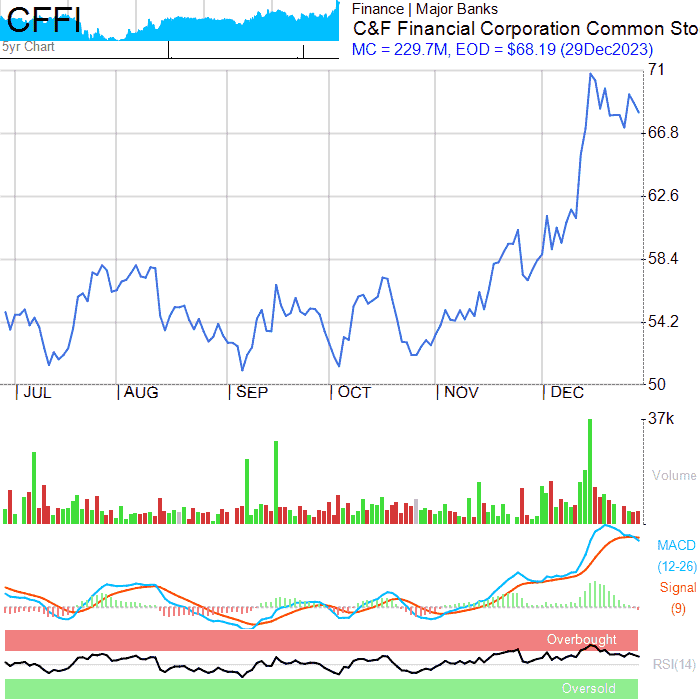 CFFI
5yr Chart
Finance | Major Banks
C&F Financial Corporation Common Sto
MC = 229.7M, EOD = $68.19 (29Dec2023)
71
66.8
62.6
58.4
54.2
50
|JUL |AUG |SEP |OCT |NOV |DEC
37k
Volume
MACD
(12-26)
Signal
(9)
Overbought
RSI(14)
Oversold